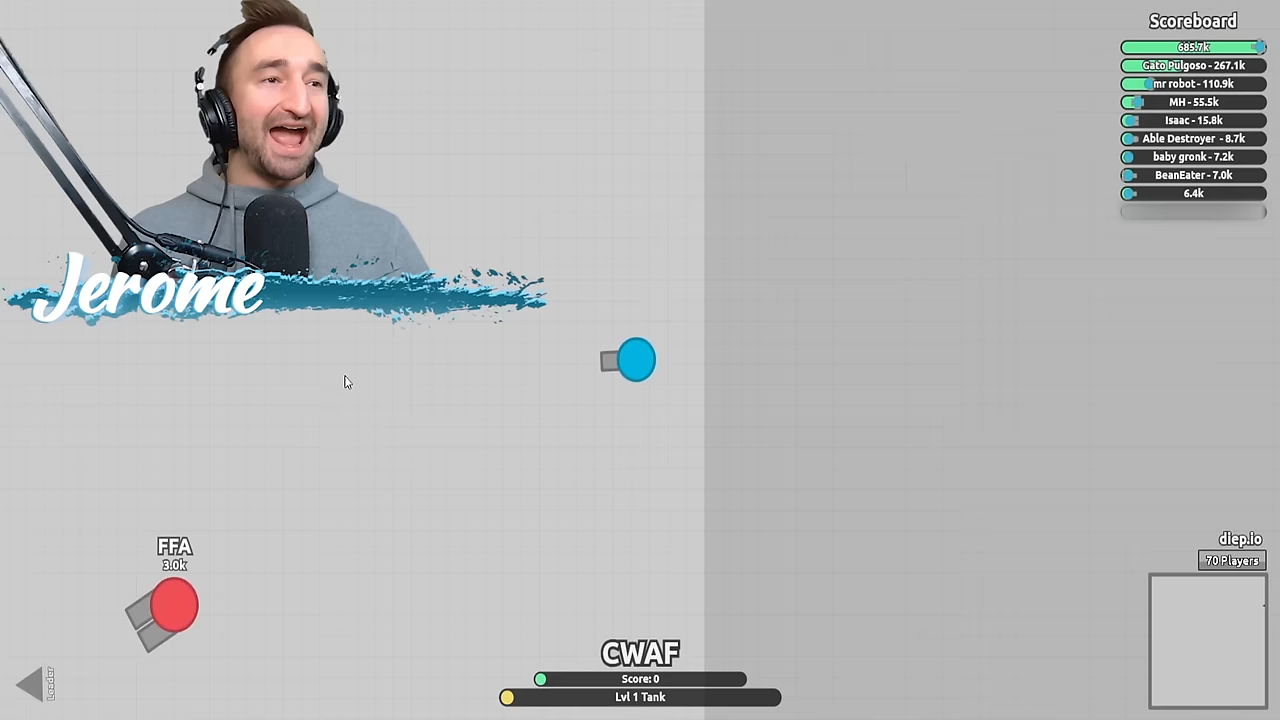 Scoreboard
685.7k
Gato Pulgoso - 267.1k
mr robot - 110.9k
MH - 55.5k
Isaac - 15.8k
Able Destroyer - 8.7k
baby gronk - 7.2k
BeanEater - 7.0k
6.4k
Jerome
FFA
3.0k
diep.io
70 Players
Leader
CWAF
Score: 0
Lvl 1 Tank